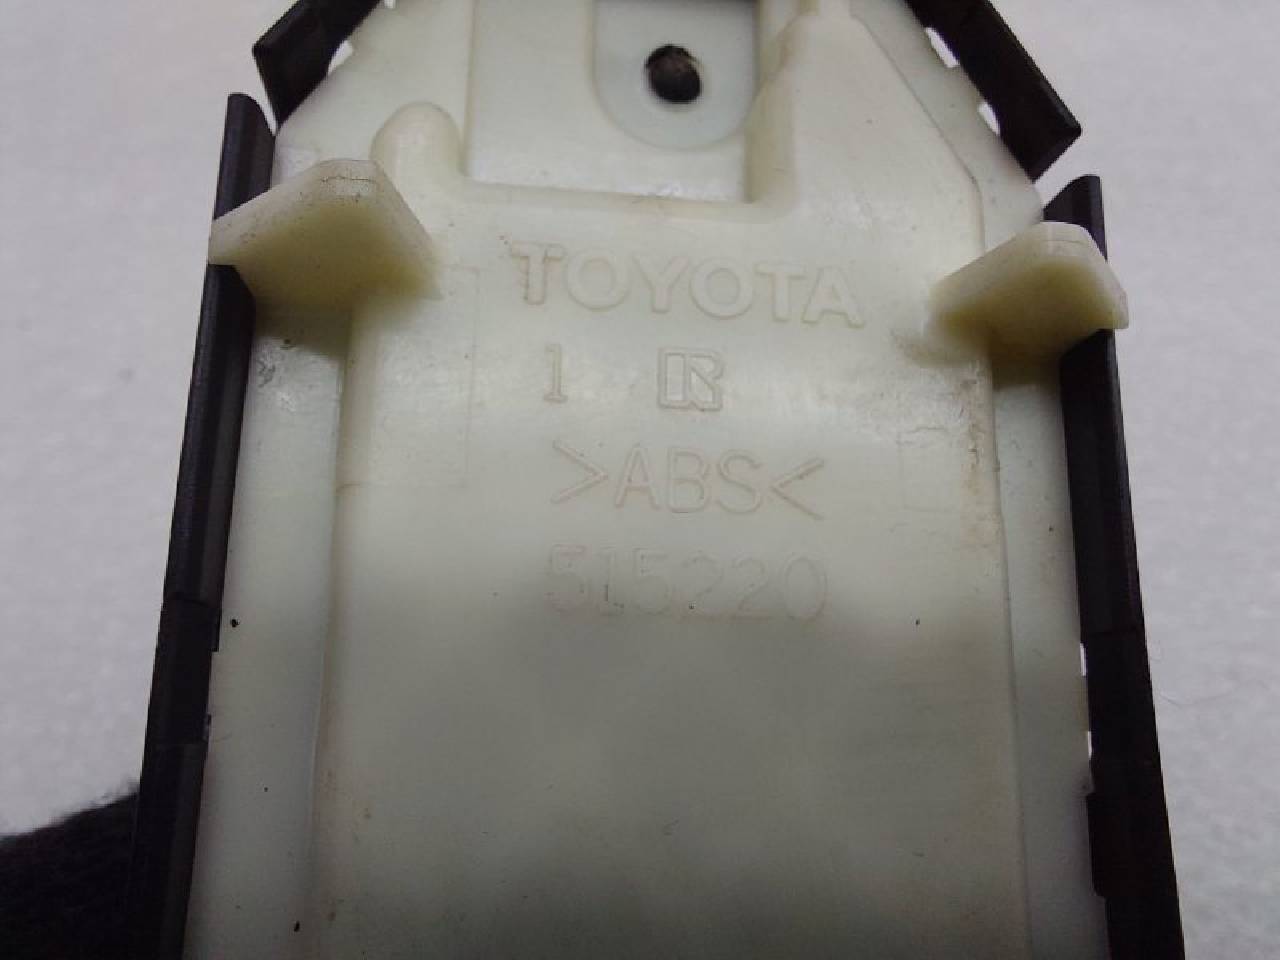 TOYOTA
1 R
>ABS<
515220